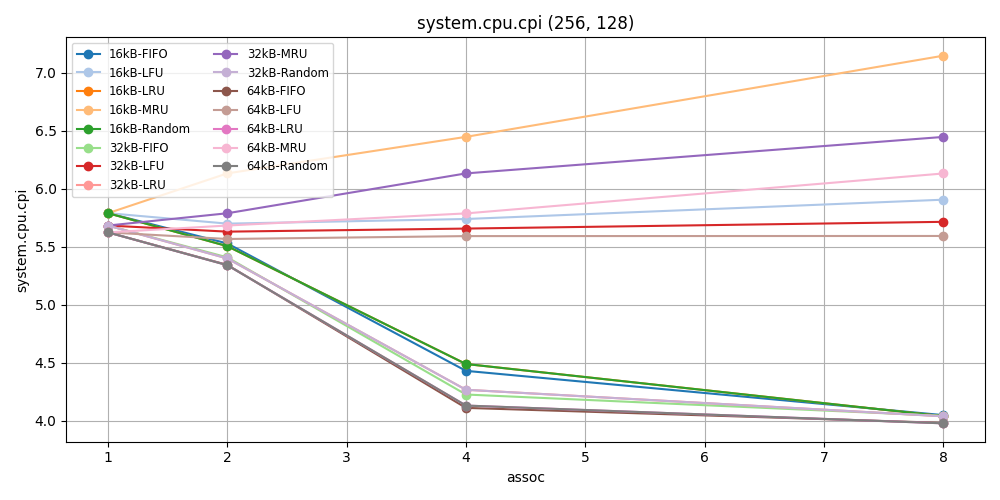 system.cpu.cpi (256, 128)
16kB-FIFO
16kB-LFU
16kB-LRU
16kB-MRU
16kB-Random
32kB-FIFO
32kB-LFU
32kB-LRU
32kB-MRU
32kB-Random
64kB-FIFO
64kB-LFU
64kB-LRU
64kB-MRU
64kB-Random
system.cpu.cpi
7.0
6.5
6.0
5.5
5.0
4.5
4.0
1 2 3 4 5 6 7 8
assoc